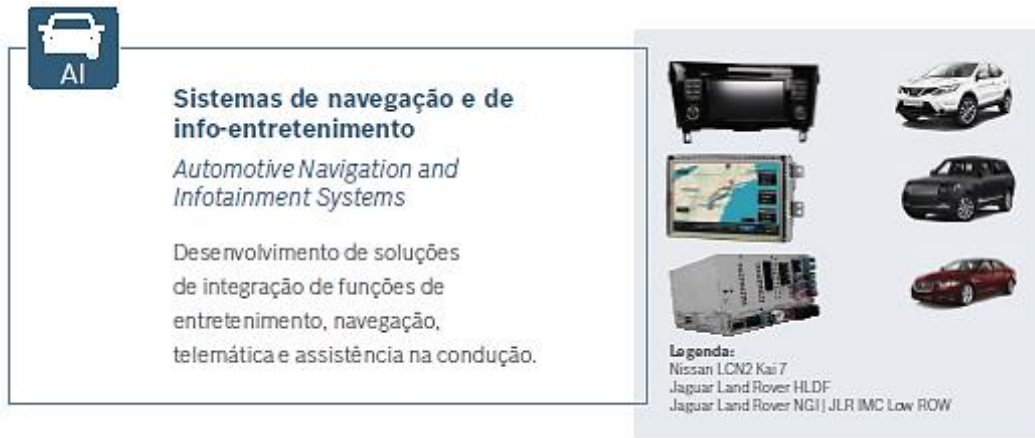 AI
Sistemas de navegação e de
info-entretenimento
Automotive Navigation and
Infotainment Systems
Desenvolvimento de soluções
de integração de funções de
entretenimento, navegação,
telemática e assistência na condução.
Legenda:
Nissan LCN2 Kai 7
Jaguar Land Rover HLDF
Jaguar Land Rover NGI | JLR IMC Low ROW